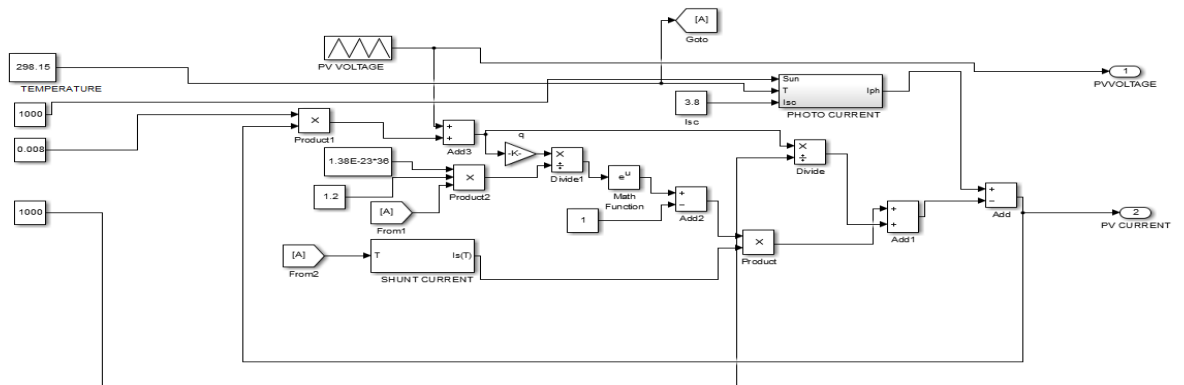 [A]
Goto
298.15
TEMPERATURE
PV VOLTAGE
1
PVVOLTAGE
1000
Sun
T
Isc
Iph
PHOTO CURRENT
3.8
Isc
0.008
×
Product1
+
+
Add3
q
-K-
×
÷
Divide1
×
÷
Divide
1.38E-23*36
×
Product2
1.2
eu
Math
Function
[A]
From1
1
+
−
Add2
+
−
Add
2
PV CURRENT
1000
+
+
Add1
×
Product
[A]
From2
T
Is(T)
SHUNT CURRENT